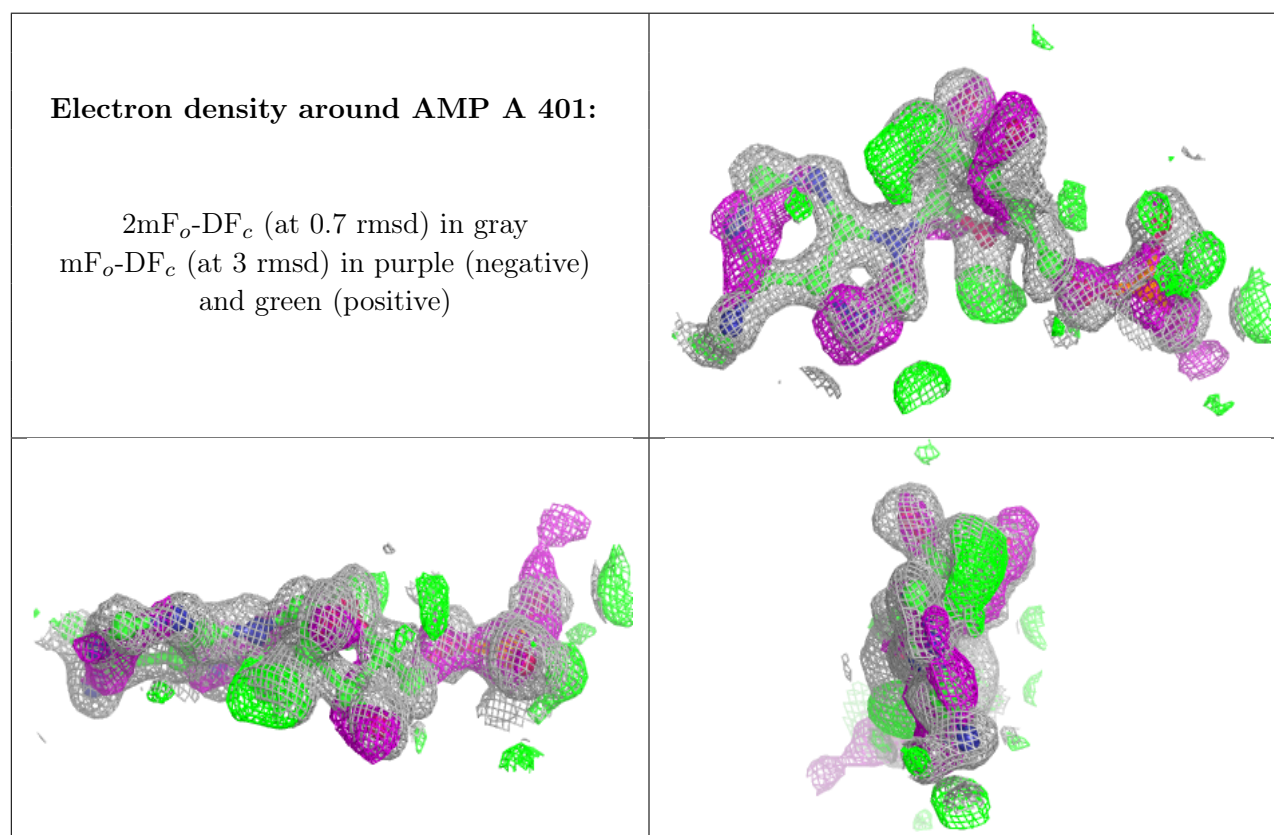 Electron density around AMP A 401:
2mFo-DFc (at 0.7 rmsd) in gray
mFo-DFc (at 3 rmsd) in purple (negative)
and green (positive)